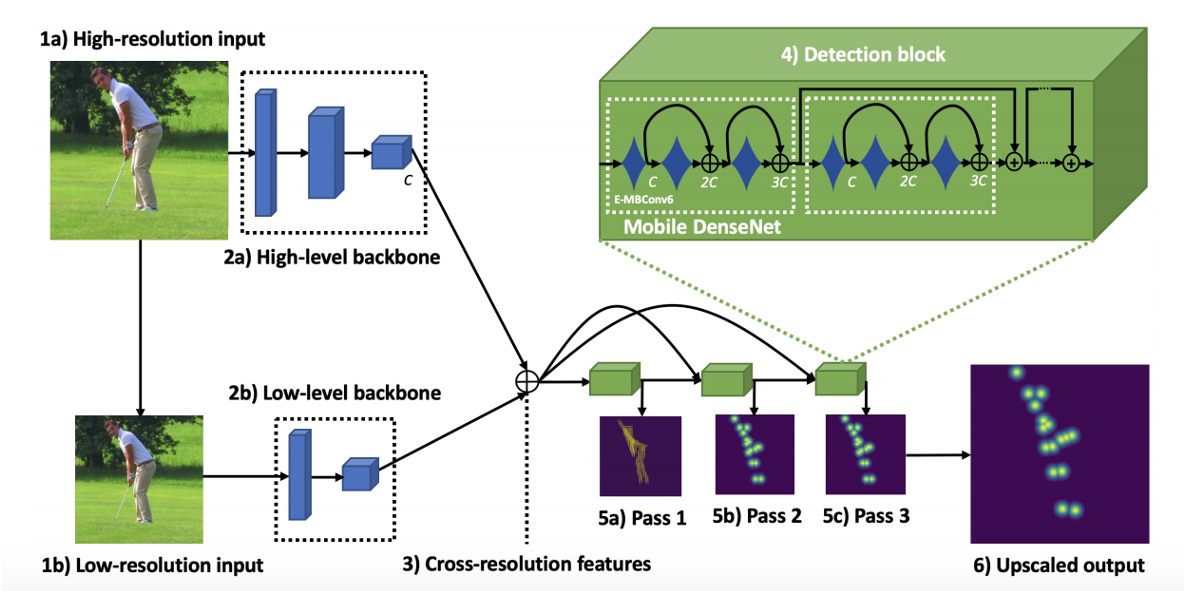 1a) High-resolution input
4) Detection block
C
2C
3C
C
2C
3C
E-MBConv6
Mobile DenseNet
C
2a) High-level backbone
2b) Low-level backbone
5a) Pass 1
5b) Pass 2
5c) Pass 3
1b) Low-resolution input
3) Cross-resolution features
6) Upscaled output